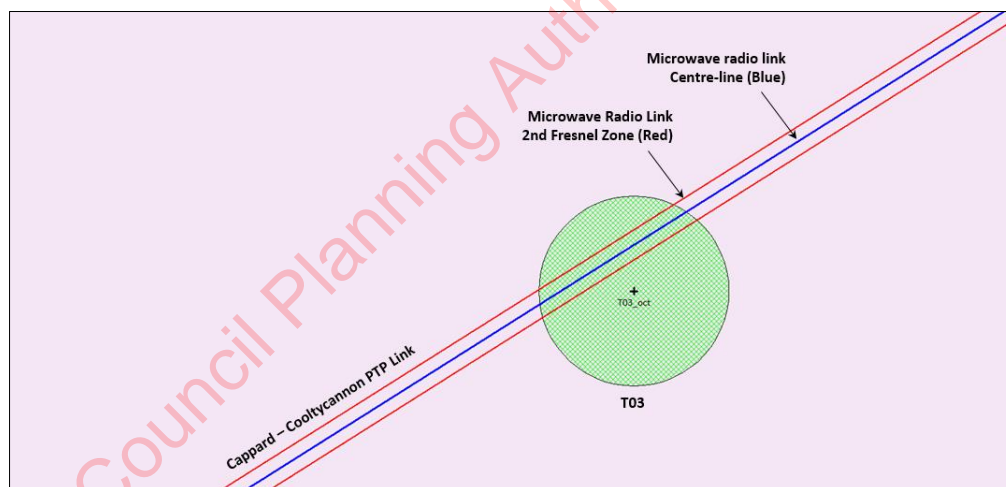 Microwave radio link
Centre-line (Blue)
Microwave Radio Link
2nd Fresnel Zone (Red)
T03_oct
T03
Cappard – Cooltycannon PTP Link
Council Planning Auth